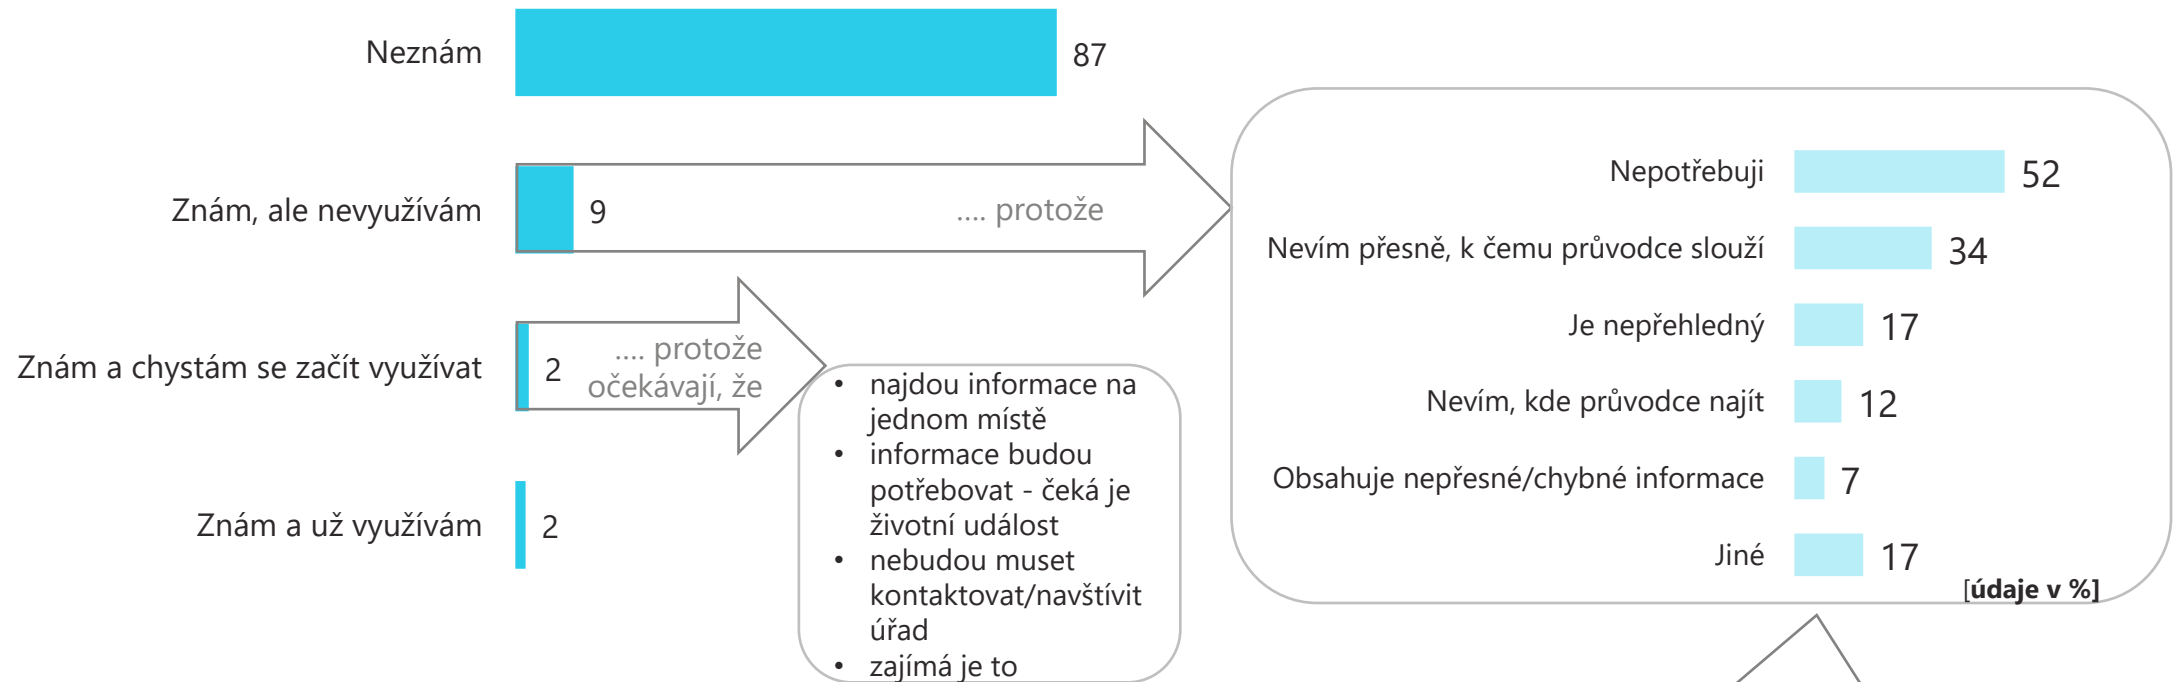 Neznám
87
Znám, ale nevyužívám
9
.... protože
Znám a chystám se začít využívat
2
.... protože
očekávají, že
• najdou informace na
jednom místě
• informace budou
potřebovat - čeká je
životní událost
• nebudou muset
kontaktovat/navštívit
úřad
• zajímá je to
Znám a už využívám
2
Nepotřebuji
52
Nevím přesně, k čemu průvodce slouží
34
Je nepřehledný
17
Nevím, kde průvodce najít
12
Obsahuje nepřesné/chybné informace
7
Jiné
17
[údaje v %]